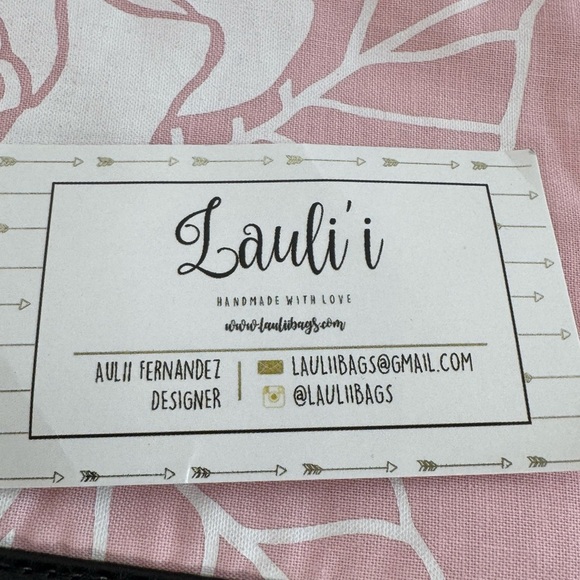 Lauli'i
HANDMADE WITH LOVE
www.lauliibags.com
AULII FERNANDEZ
DESIGNER
LAULIIBAGS@GMAIL.COM
@LAULIIBAGS